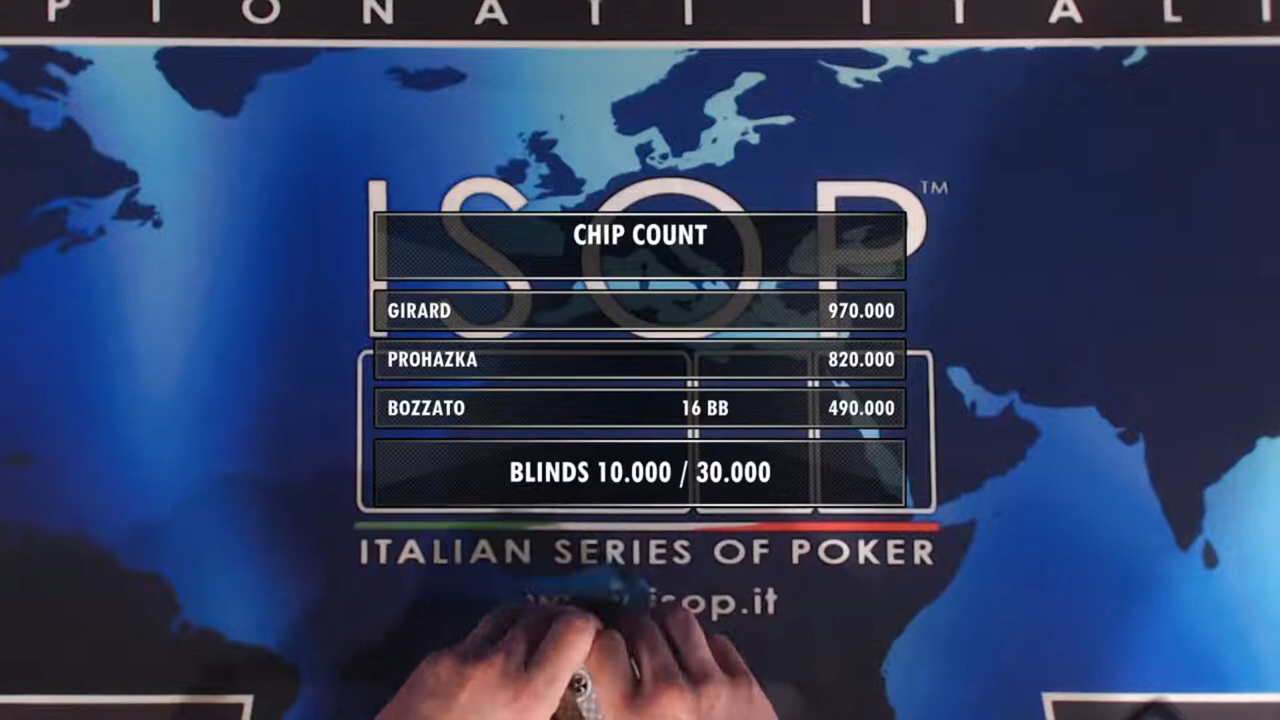 P I O N A T I I T A L I
ISOP™
CHIP COUNT
GIRARD 970.000
PROHAZKA 820.000
BOZZATO 16 BB 490.000
BLINDS 10.000 / 30.000
ITALIAN SERIES OF POKER
isop.it